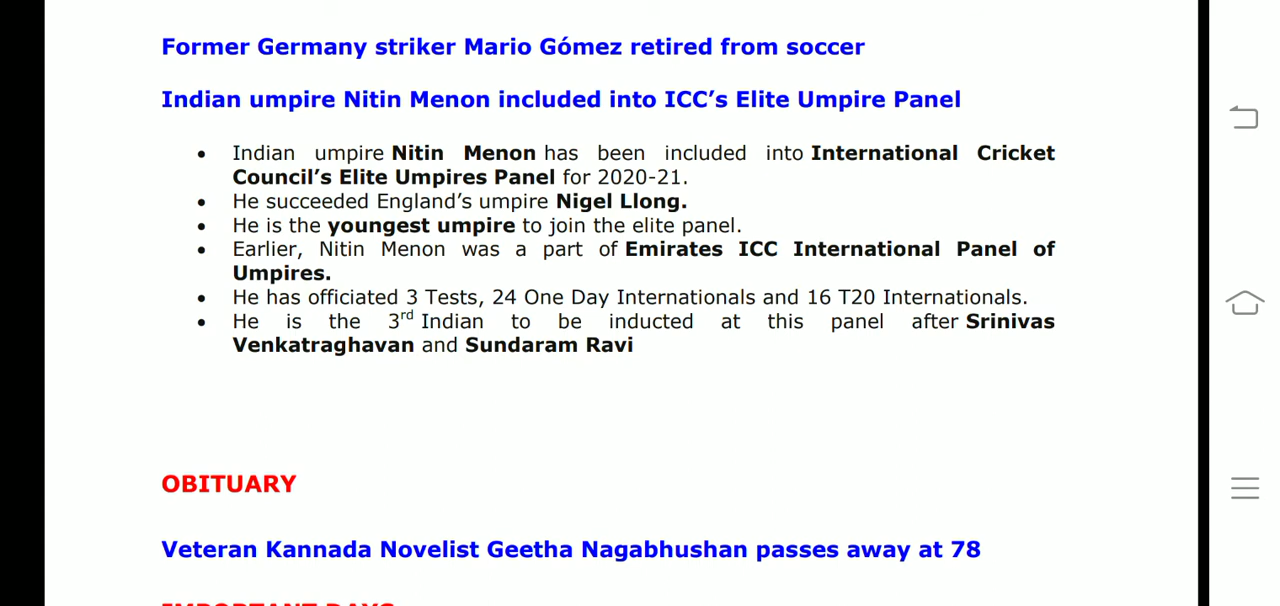 Former Germany striker Mario Gómez retired from soccer
Indian umpire Nitin Menon included into ICC’s Elite Umpire Panel
• Indian umpire Nitin Menon has been included into International Cricket
Council’s Elite Umpires Panel for 2020-21.
• He succeeded England’s umpire Nigel Llong.
• He is the youngest umpire to join the elite panel.
• Earlier, Nitin Menon was a part of Emirates ICC International Panel of
Umpires.
• He has officiated 3 Tests, 24 One Day Internationals and 16 T20 Internationals.
• He is the 3rd Indian to be inducted at this panel after Srinivas
Venkatraghavan and Sundaram Ravi
OBITUARY
Veteran Kannada Novelist Geetha Nagabhushan passes away at 78
IMPORTANT DAYS